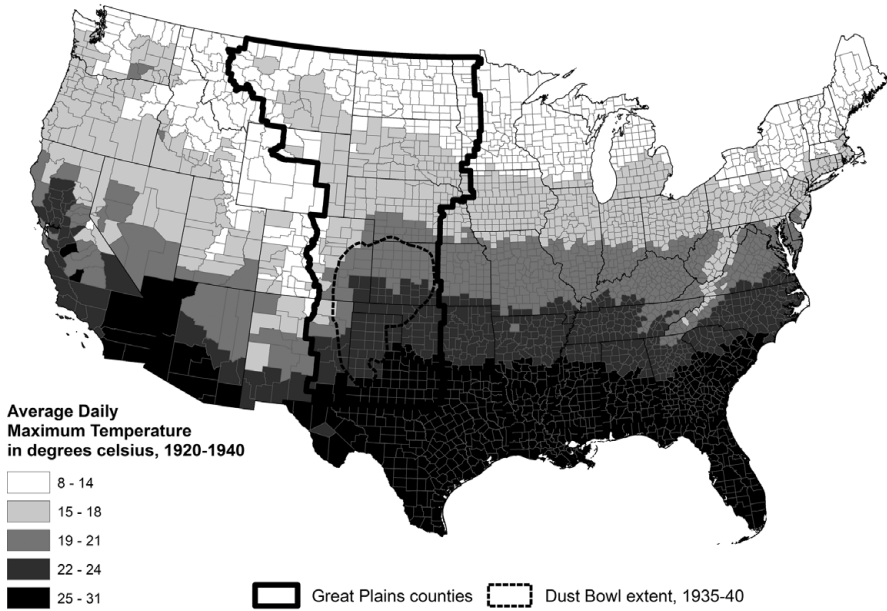 Average Daily
Maximum Temperature
in degrees celsius, 1920-1940
8 - 14
15 - 18
19 - 21
22 - 24
25 - 31
Great Plains counties
Dust Bowl extent, 1935-40